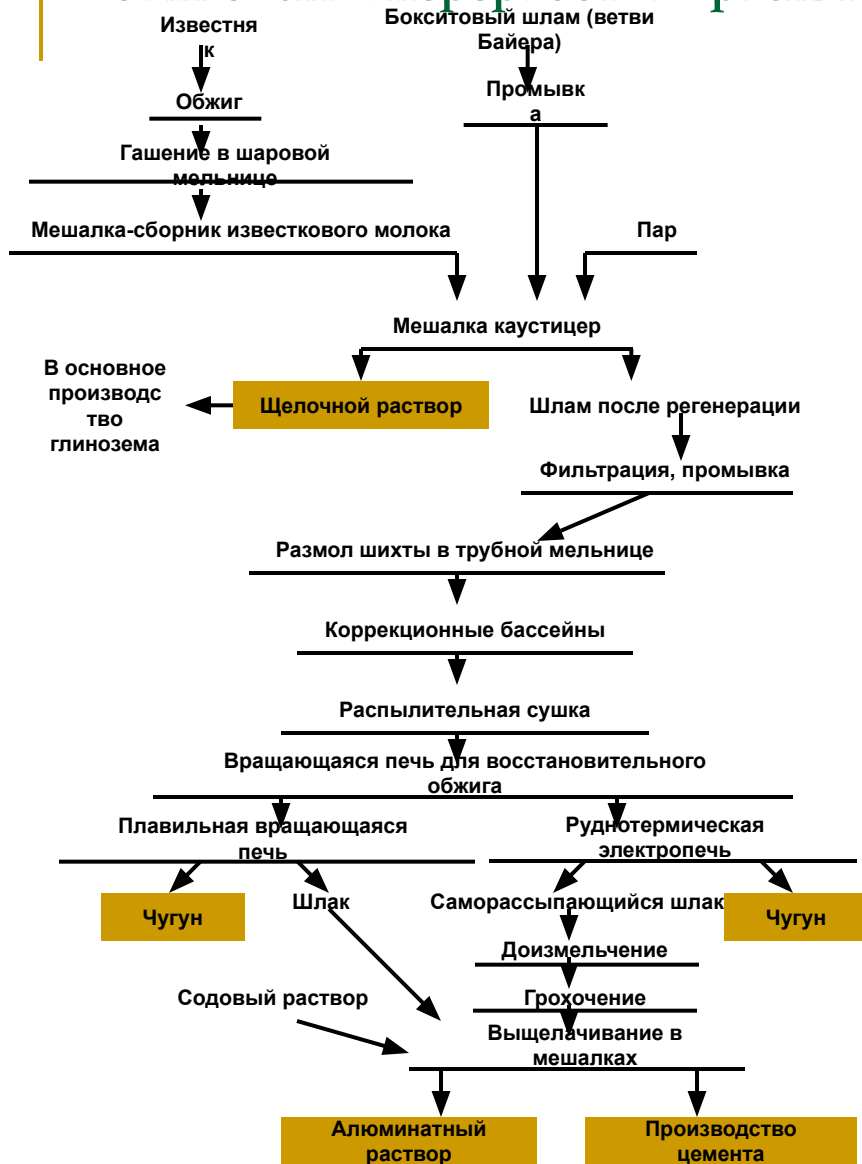 Известня
к
Бокситовый шлам (ветви
Байера)
Обжиг
Промывк
а
Гашение в шаровой
мельнице
Мешалка-сборник известкового молока
Пар
Мешалка каустицер
В основное
производс
тво
глинозема
Щелочной раствор
Шлам после регенерации
Фильтрация, промывка
Размол шихты в трубной мельнице
Коррекционные бассейны
Распылительная сушка
Вращающаяся печь для восстановительного
обжига
Плавильная вращающаяся
печь
Руднотермическая
электропечь
Чугун
Шлак
Саморассыпающийся шлак
Чугун
Доизмельчение
Содовый раствор
Грохочение
Выщелачивание в
мешалках
Алюминатный
раствор
Производство
цемента